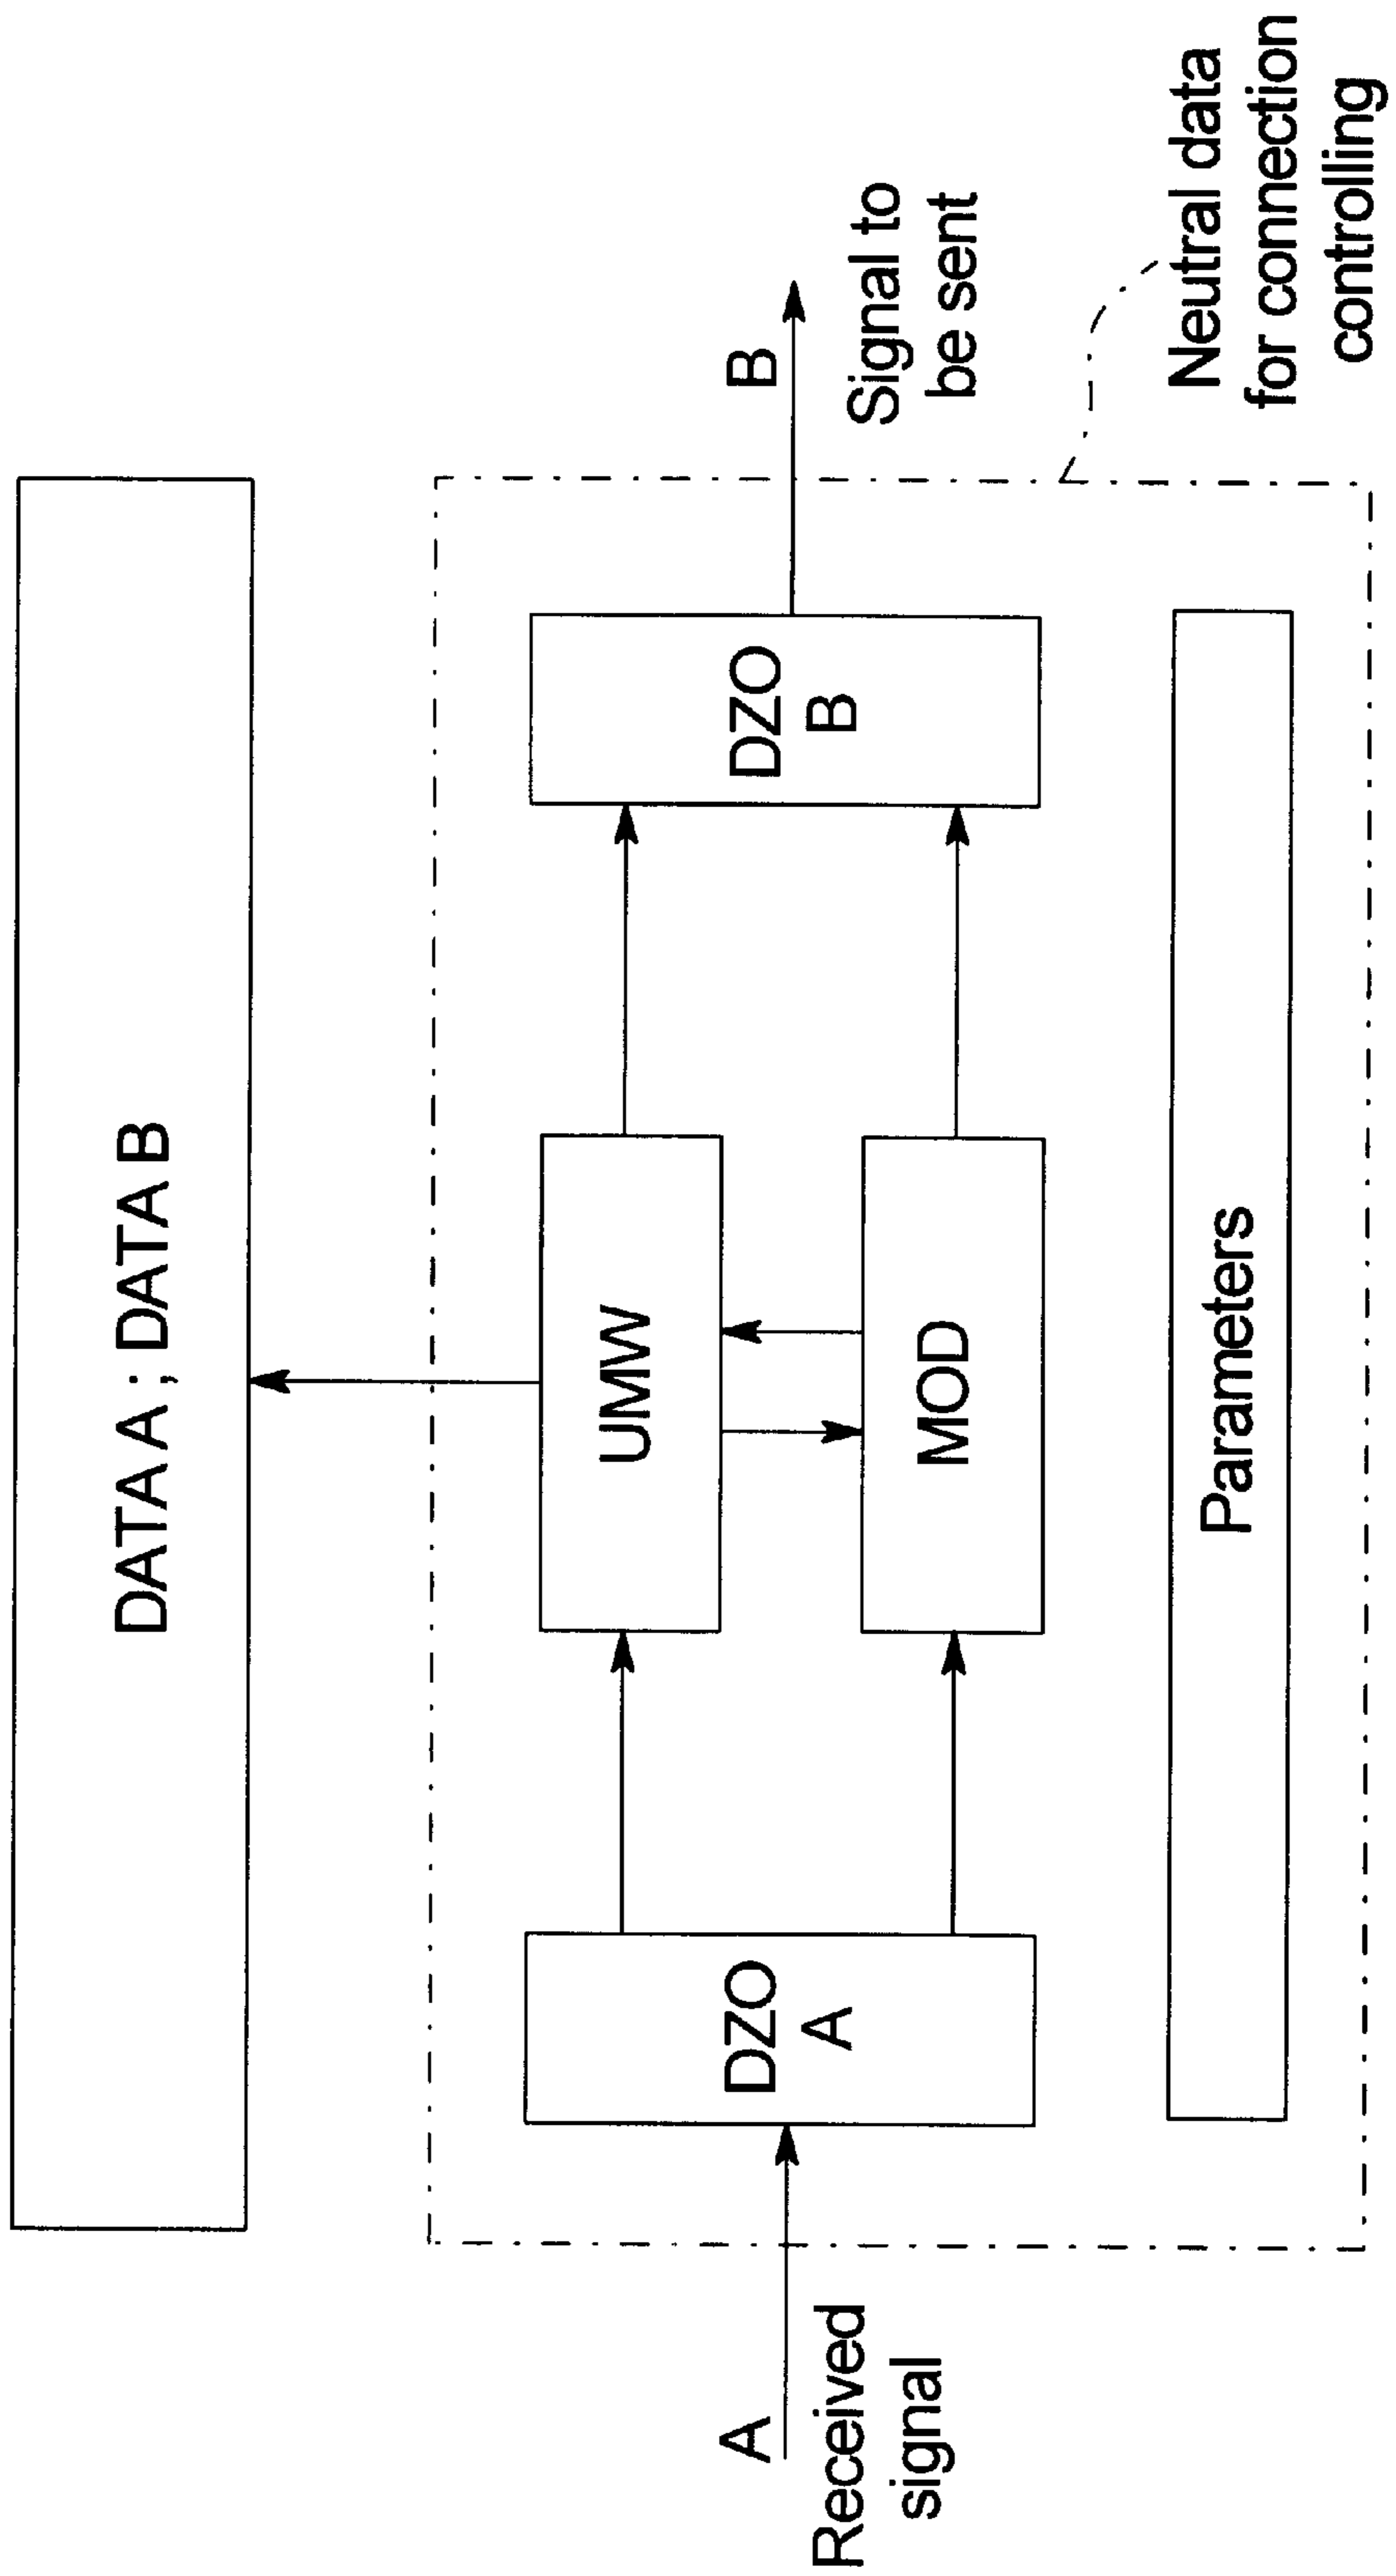 DATA A ; DATA B
A
Received
signal
DZO
A
UMW
MOD
DZO
B
B
Signal to
be sent
Parameters
Neutral data
for connection
controlling